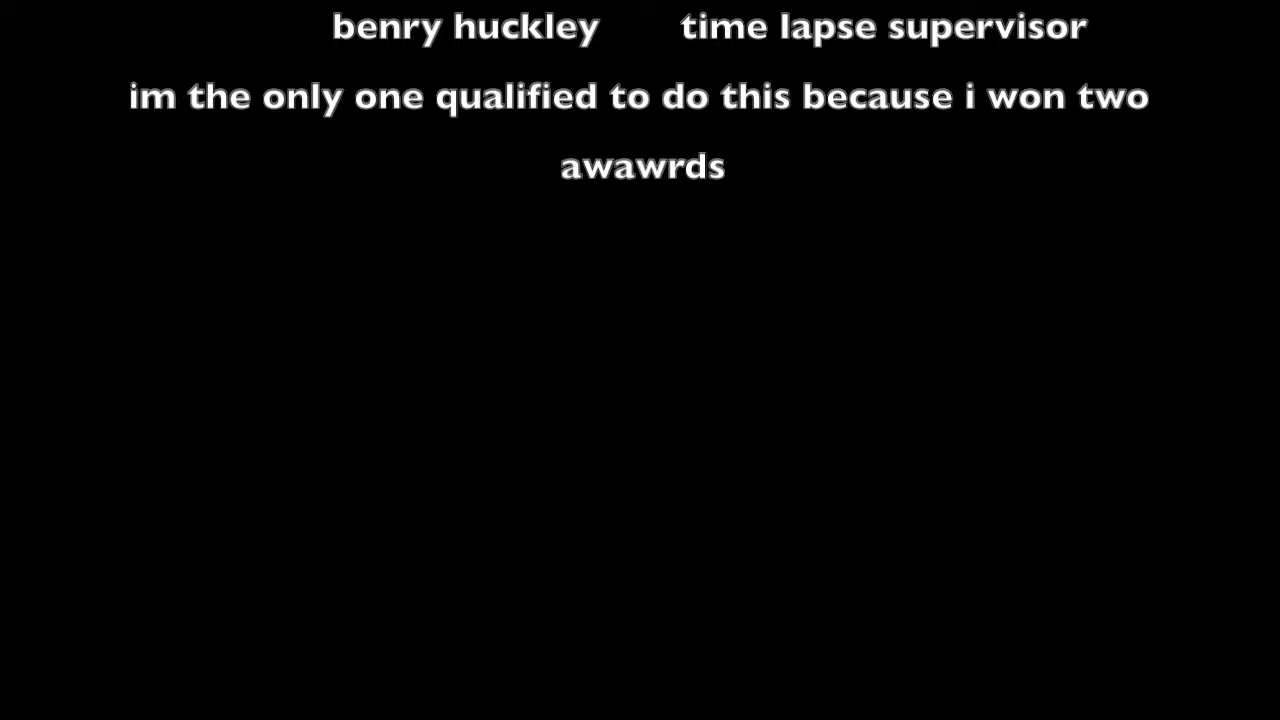 benry huckley time lapse supervisor
im the only one qualified to do this because i won two
awawrds